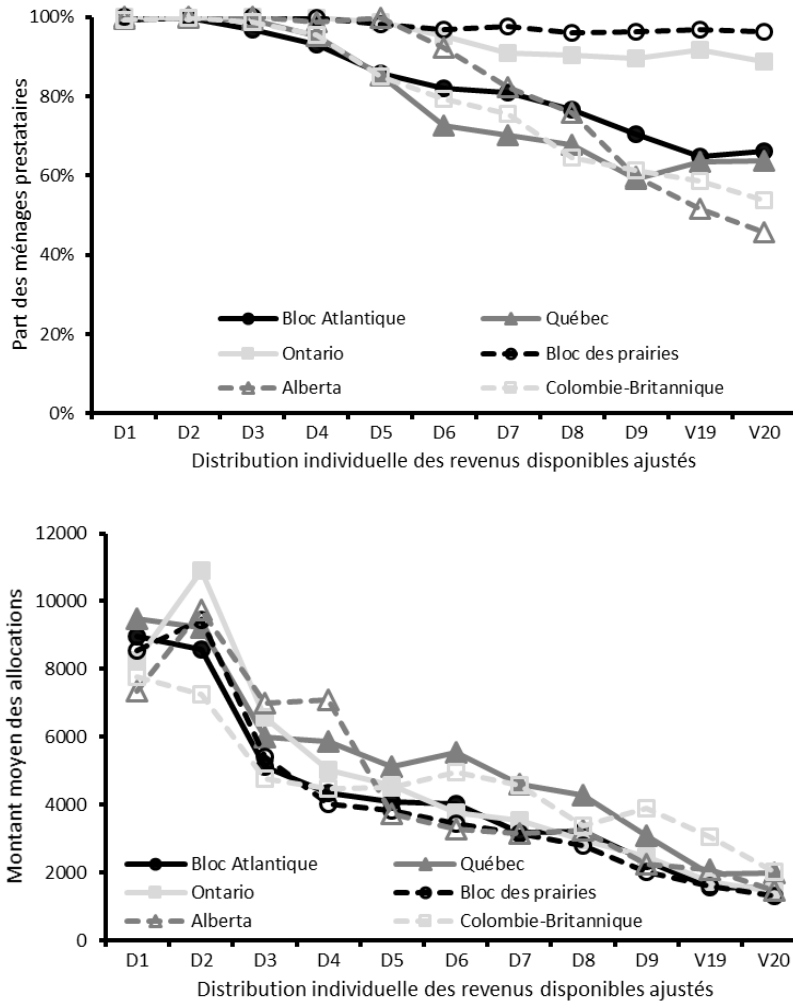 Part des ménages prestataires
100%
80%
60%
40%
20%
0%
Bloc Atlantique
Québec
Ontario
Bloc des prairies
Alberta
Colombie-Britannique
D1 D2 D3 D4 D5 D6 D7 D8 D9 V19 V20
Distribution individuelle des revenus disponibles ajustés
Montant moyen des allocations
12000
10000
8000
6000
4000
2000
0
Bloc Atlantique
Québec
Ontario
Bloc des prairies
Alberta
Colombie-Britannique
D1 D2 D3 D4 D5 D6 D7 D8 D9 V19 V20
Distribution individuelle des revenus disponibles ajustés